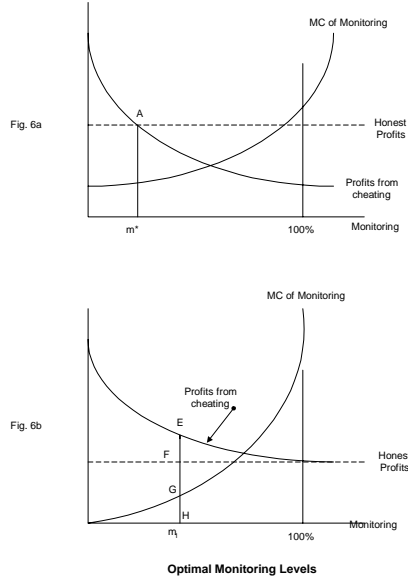 MC of Monitoring
Fig. 6a
A
Honest
Profits
Profits from
cheating
m*
100%
Monitoring
MC of Monitoring
Profits from
cheating
Fig. 6b
E
F
Honest
Profits
G
H
Monitoring
m
100%
Optimal Monitoring Levels